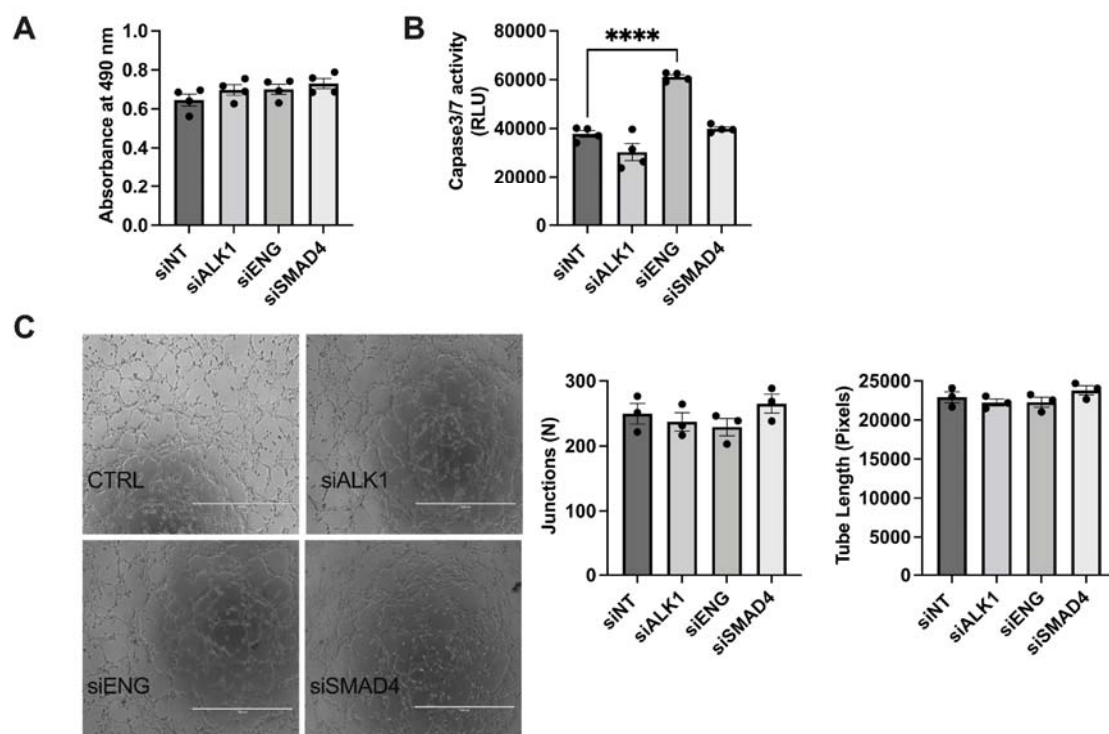 A
Absorbance at 490 nm
1.0
0.8
0.6
0.4
0.2
0.0
siNT
siALK1
siENG
siSMAD4
B
Capase3/7 activity
(RLU)
80000
60000
40000
20000
0
****
siNT
siALK1
siENG
siSMAD4
C
CTRL
siALK1
siENG
siSMAD4
Junctions (N)
300
200
100
0
siNT
siALK1
siENG
siSMAD4
Tube Length (Pixels)
25000
20000
15000
10000
5000
0
siNT
siALK1
siENG
siSMAD4